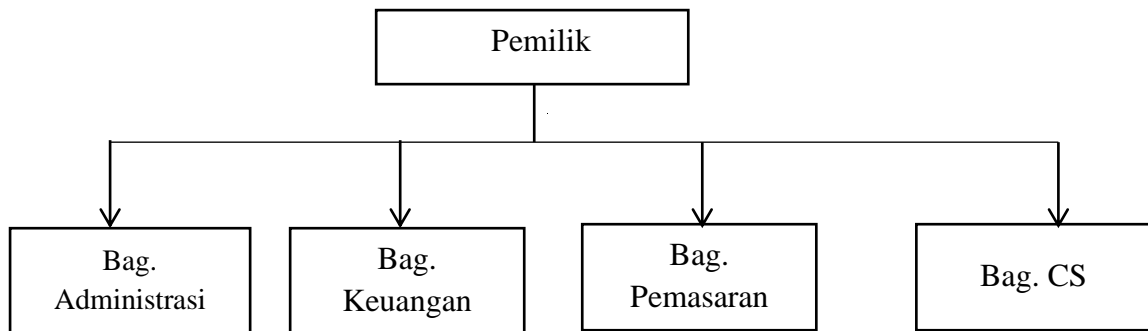 Pemilik
Bag.
Administrasi
Bag.
Keuangan
Bag.
Pemasaran
Bag. CS